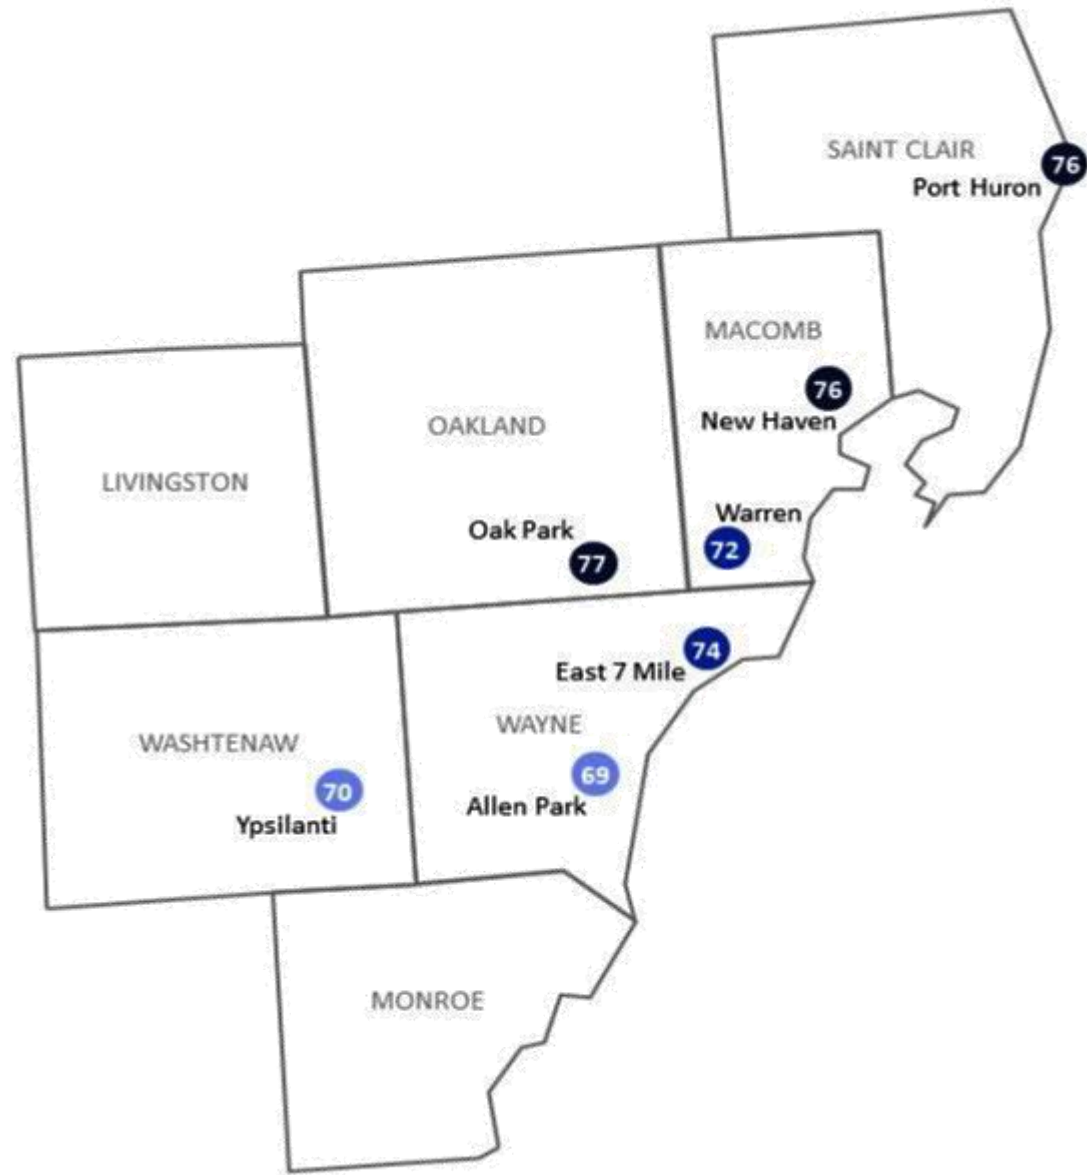 SAINT CLAIR
76
Port Huron
MACOMB
76
New Haven
OAKLAND
LIVINGSTON
Warren
72
Oak Park
77
74
East 7 Mile
WAYNE
WASHTENAW
69
Allen Park
70
Ypsilanti
MONROE